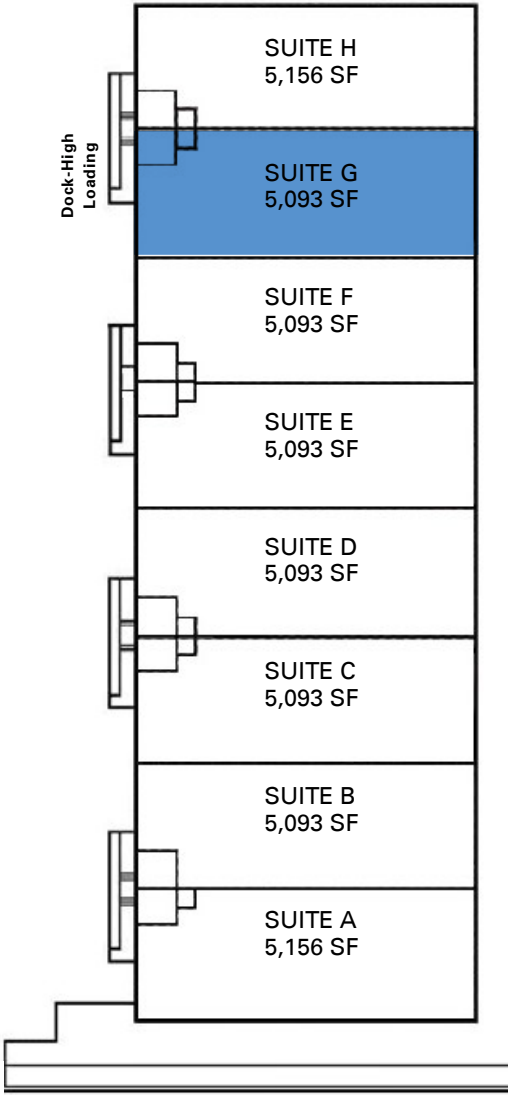 SUITE H
5,156 SF
Dock-High
Loading
SUITE G
5,093 SF
SUITE F
5,093 SF
SUITE E
5,093 SF
SUITE D
5,093 SF
SUITE C
5,093 SF
SUITE B
5,093 SF
SUITE A
5,156 SF